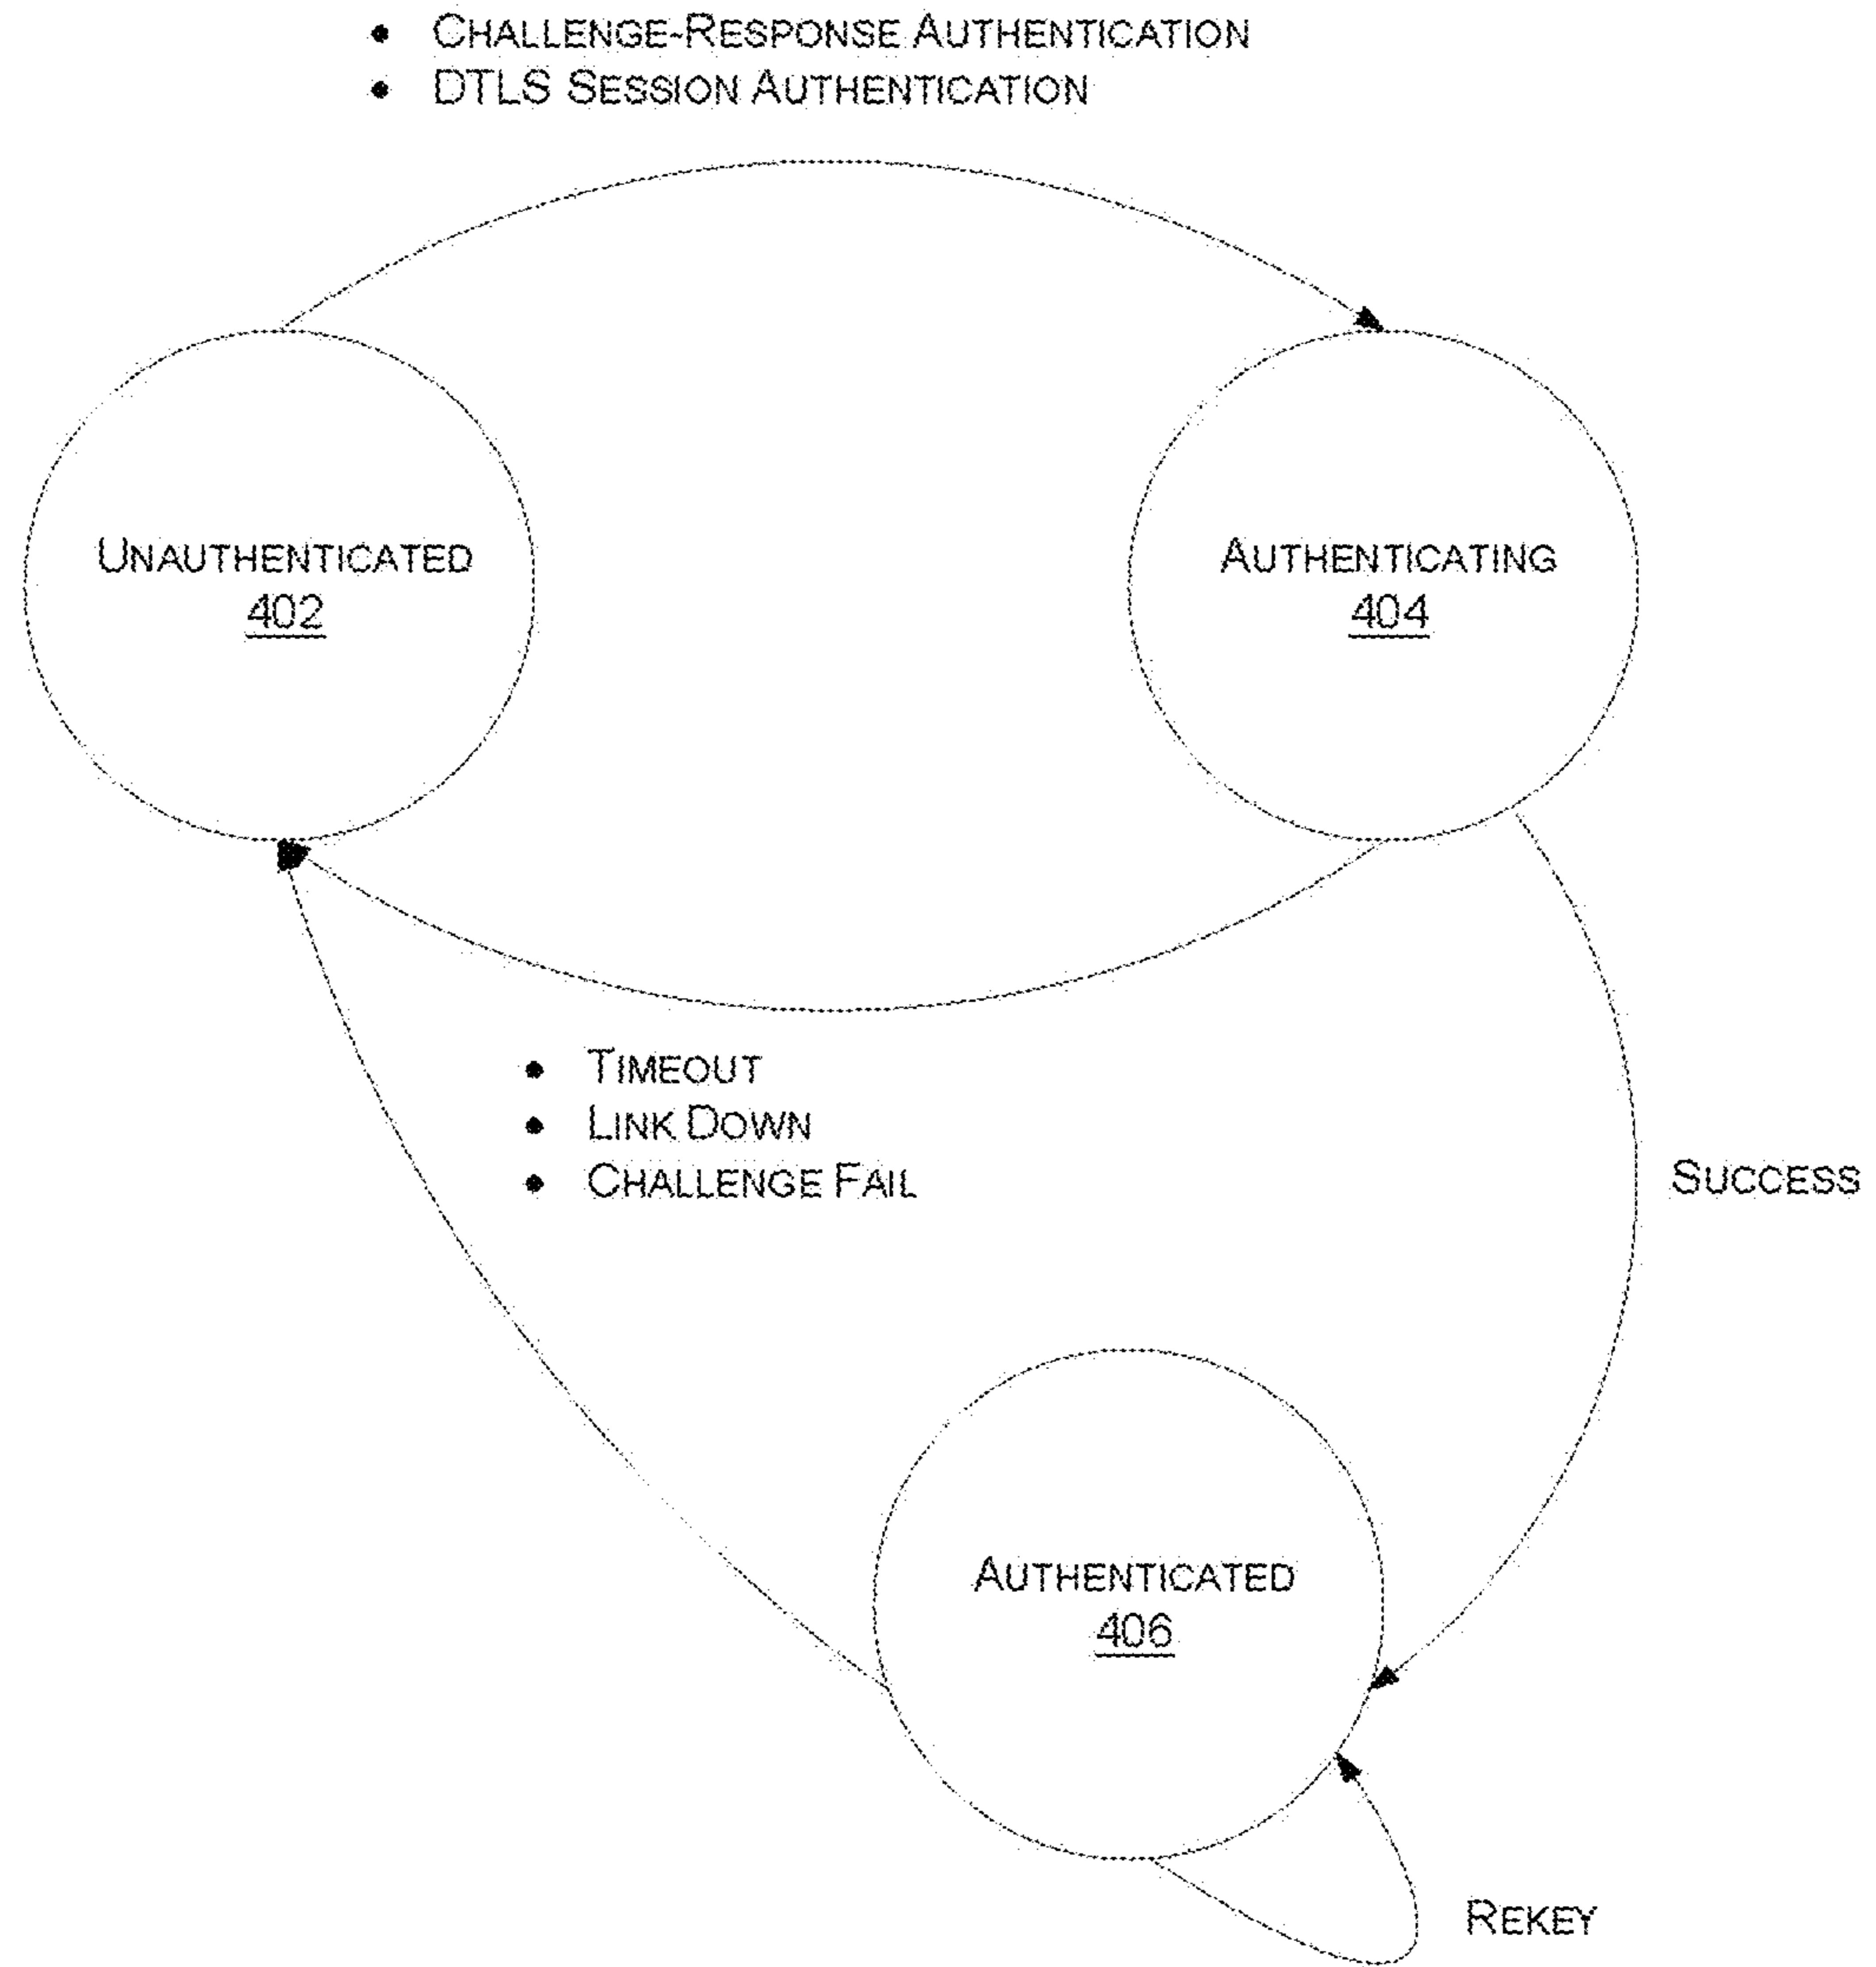 • CHALLENGE-RESPONSE AUTHENTICATION
• DTLS SESSION AUTHENTICATION
UNAUTHENTICATED
402
AUTHENTICATING
404
• TIMEOUT
• LINK DOWN
• CHALLENGE FAIL
SUCCESS
AUTHENTICATED
406
REKEY